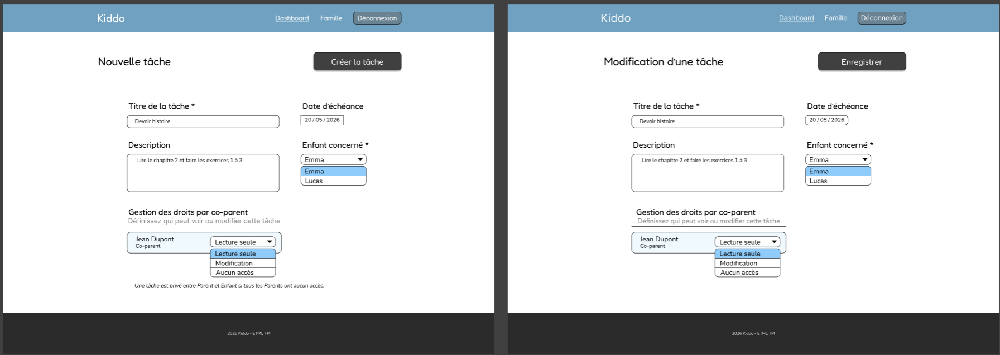 Kiddo
Dashboard Famille Déconnexion
Nouvelle tâche
Créer la tâche
Titre de la tâche *
Date d'échéance
Devoir histoire
20 / 05 / 2026
Description
Enfant concerné *
Lire le chapitre 2 et faire les exercices 1 à 3
Emma
Emma
Lucas
Gestion des droits par co-parent
Définissez qui peut voir ou modifier cette tâche
Jean Dupont
Co-parent
Lecture seule
Lecture seule
Modification
Aucun accès
Une tâche est privé entre Parent et Enfant si tous les Parents ont aucun accès.
2026 Kiddo - ETML TPI
Kiddo
Dashboard Famille Déconnexion
Modification d'une tâche
Enregistrer
Titre de la tâche *
Date d'échéance
Devoir histoire
20 / 05 / 2026
Description
Enfant concerné *
Lire le chapitre 2 et faire les exercices 1 à 3
Emma
Emma
Lucas
Gestion des droits par co-parent
Définissez qui peut voir ou modifier cette tâche
Jean Dupont
Co-parent
Lecture seule
Lecture seule
Modification
Aucun accès
2026 Kiddo - ETML TPI